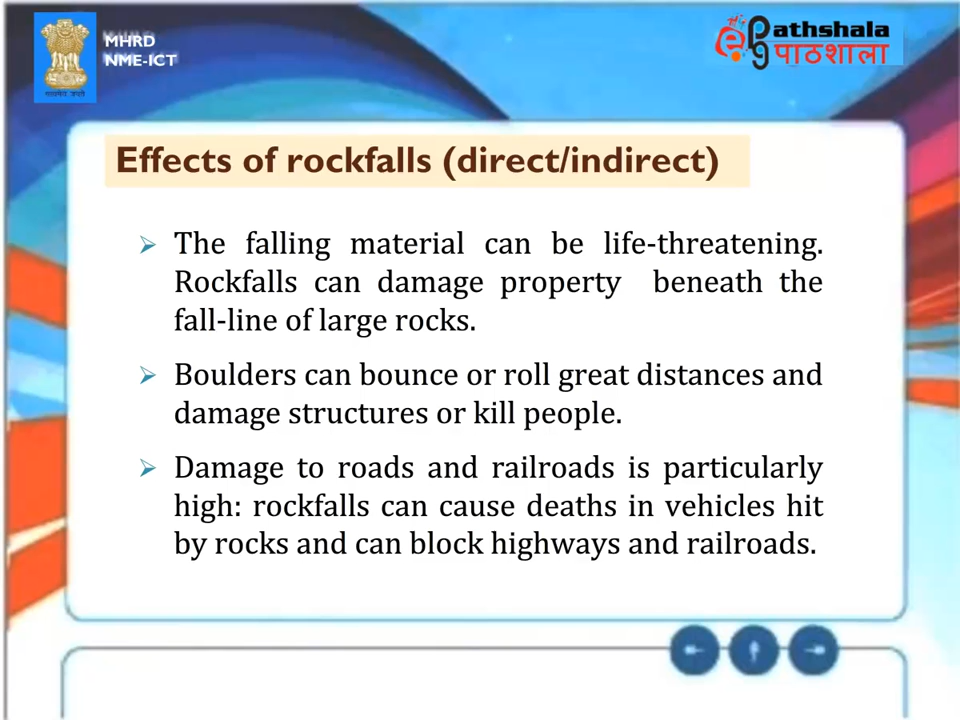 MHRD
NME-ICT
epg Pathshala
पाठशाला
Effects of rockfalls (direct/indirect)
The falling material can be life-threatening.
Rockfalls can damage property beneath the
fall-line of large rocks.
Boulders can bounce or roll great distances and
damage structures or kill people.
Damage to roads and railroads is particularly
high: rockfalls can cause deaths in vehicles hit
by rocks and can block highways and railroads.